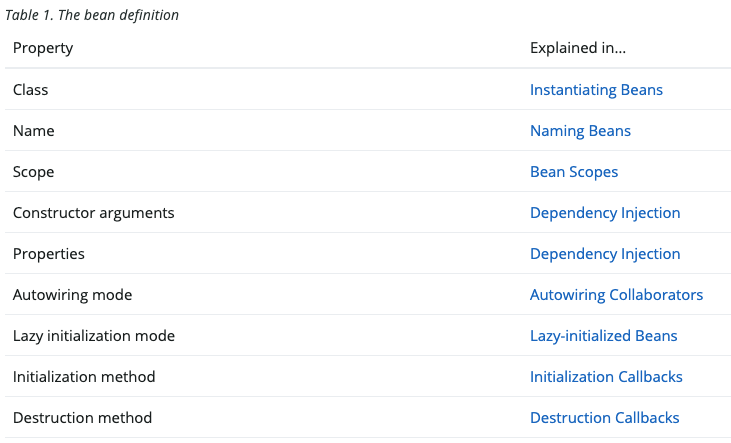 Table 1. The bean definition
Property Explained in…
Class Instantiating Beans
Name Naming Beans
Scope Bean Scopes
Constructor arguments Dependency Injection
Properties Dependency Injection
Autowiring mode Autowiring Collaborators
Lazy initialization mode Lazy-initialized Beans
Initialization method Initialization Callbacks
Destruction method Destruction Callbacks